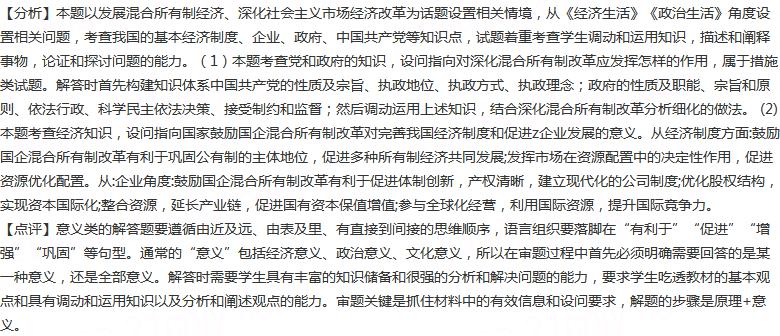 【分析】本题以发展混合所有制经济、深化社会主义市场经济改革为话题设置相关情境，从《经济生活》《政治生活》角度设
置相关问题，考查我国的基本经济制度、企业、政府、中国共产党等知识点，试题着重考查学生调动和运用知识，描述和阐释
事物，论证和探讨问题的能力。（1）本题考查党和政府的知识，设问指向对深化混合所有制改革应发挥怎样的作用，属于措施
类试题。解答时首先构建知识体系中国共产党的性质及宗旨、执政地位、执政方式、执政理念；政府的性质及职能、宗旨和原
则、依法行政、科学民主依法决策、接受制约和监督；然后调动运用上述知识，结合深化混合所有制改革分析细化的做法。 (2)
本题考查经济知识，设问指向国家鼓励国企混合所有制改革对完善我国经济制度和促进z企业发展的意义。从经济制度方面:鼓励
国企混合所有制改革有利于巩固公有制的主体地位，促进多种所有制经济共同发展;发挥市场在资源配置中的决定性作用，促进
资源优化配置。从:企业角度:鼓励国企混合所有制改革有利于促进体制创新，产权清晰，建立现代化的公司制度;优化股权结构，
实现资本国际化;整合资源，延长产业链，促进国有资本保值增值;参与全球化经营，利用国际资源，提升国际竟争力。
【点评】意义类的解答题要遵循由近及远、由表及里、有直接到间接的思维顺序，语言组织要落脚在“有利于”“促进”“增
强”“巩固”等句型。通常的“意义”包括经济意义、政治意义、文化意义，所以在审题过程中首先必须明确需要回答的是某
一种意义，还是全部意义。解答时需要学生具有丰富的知识储备和很强的分析和解决问题的能力，要求学生吃透教材的基本观
点和具有调动和运用知识以及分析和阐述观点的能力。审题关键是抓住材料中的有效信息和设问要求，解题的步骤是原理+意
义。